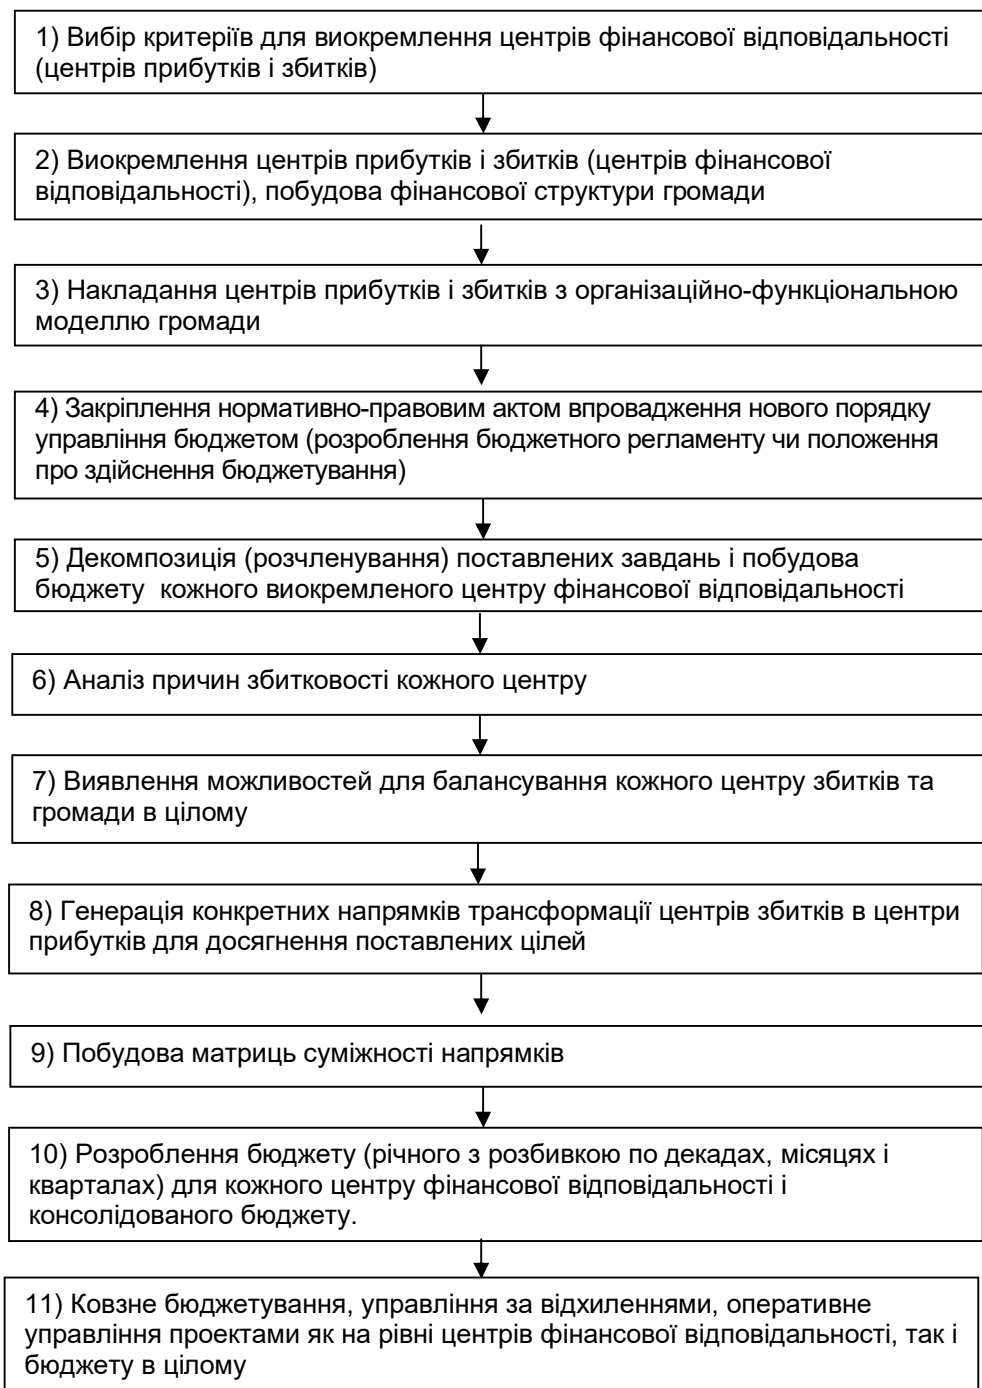 1) Вибір критеріїв для виокремлення центрів фінансової відповідальності
(центрів прибутків і збитків)
2) Виокремлення центрів прибутків і збитків (центрів фінансової
відповідальності), побудова фінансової структури громади
3) Накладання центрів прибутків і збитків з організаційно-функціональною
моделлю громади
4) Закріплення нормативно-правовим актом впровадження нового порядку
управління бюджетом (розроблення бюджетного регламенту чи положення
про здійснення бюджетування)
5) Декомпозиція (розчленування) поставлених завдань і побудова
бюджету кожного виокремленого центру фінансової відповідальності
6) Аналіз причин збитковості кожного центру
7) Виявлення можливостей для балансування кожного центру збитків та
громади в цілому
8) Генерація конкретних напрямків трансформації центрів збитків в центри
прибутків для досягнення поставлених цілей
9) Побудова матриць суміжності напрямків
10) Розроблення бюджету (річного з розбивкою по декадах, місяцях і
кварталах) для кожного центру фінансової відповідальності і
консолідованого бюджету.
11) Ковзне бюджетування, управління за відхиленнями, оперативне
управління проектами як на рівні центрів фінансової відповідальності, так і
бюджету в цілому